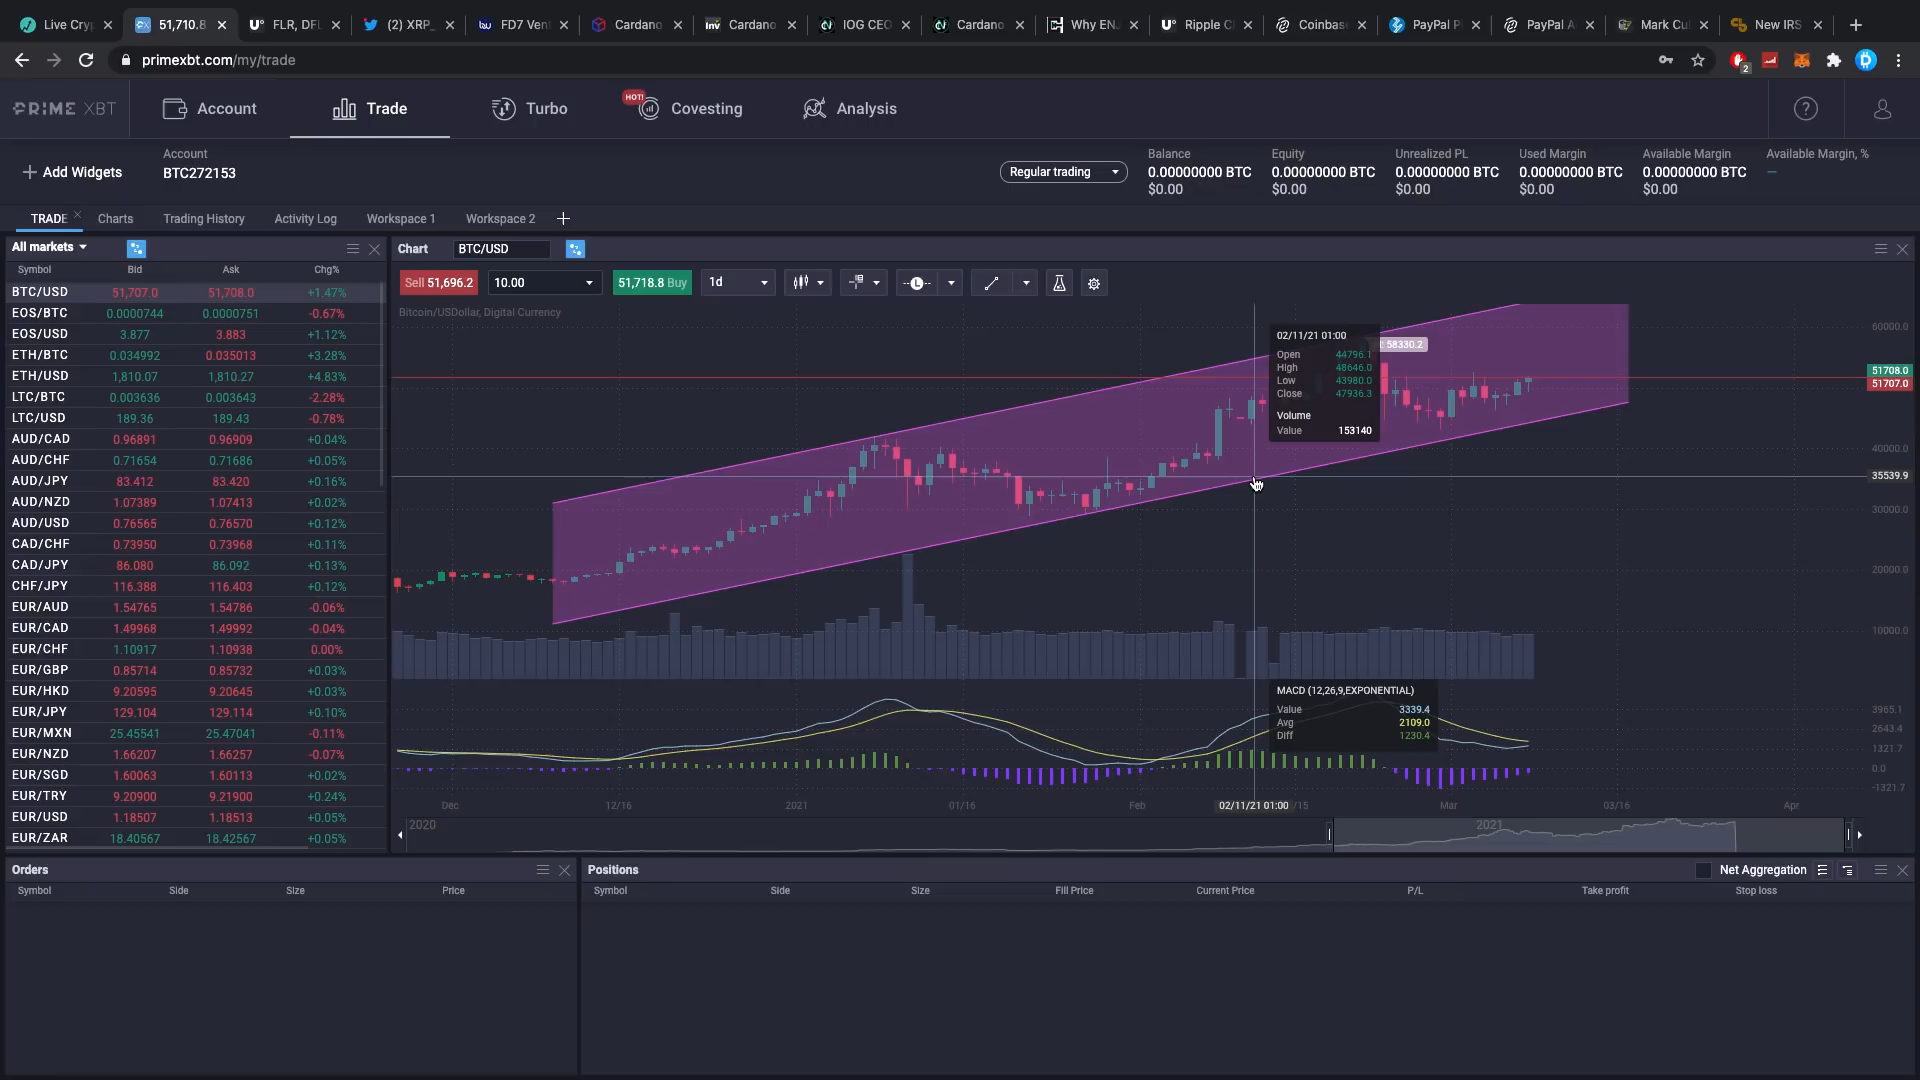 Live Cryp
51,710.8
FLR, DFL
(2) XRP_
FD7 Vent
Cardano
Cardano
IOG CEO
Cardano
Why ENJ
Ripple C
Coinbase
PayPal P
PayPal A
Mark Cu
New IRS
primexbt.com/my/trade
2
PRIME XBT
Account
Trade
Turbo
HOT!
Covesting
Analysis
Add Widgets
Account
BTC272153
Regular trading
Balance
0.00000000 BTC
$0.00
Equity
0.00000000 BTC
$0.00
Unrealized PL
0.00000000 BTC
$0.00
Used Margin
0.00000000 BTC
$0.00
Available Margin
0.00000000 BTC
$0.00
Available Margin, %
–
TRADE
Charts
Trading History
Activity Log
Workspace 1
Workspace 2
All markets
Symbol Bid Ask Chg%
BTC/USD 51,707.0 51,708.0 +1.47%
EOS/BTC 0.0000744 0.0000751 -0.67%
EOS/USD 3.877 3.883 +1.12%
ETH/BTC 0.034992 0.035013 +3.28%
ETH/USD 1,810.07 1,810.27 +4.83%
LTC/BTC 0.003636 0.003643 -2.28%
LTC/USD 189.36 189.43 -0.78%
AUD/CAD 0.96891 0.96909 +0.04%
AUD/CHF 0.71654 0.71686 +0.05%
AUD/JPY 83.412 83.420 +0.16%
AUD/NZD 1.07389 1.07413 +0.02%
AUD/USD 0.76565 0.76570 +0.12%
CAD/CHF 0.73950 0.73968 +0.11%
CAD/JPY 86.080 86.092 +0.13%
CHF/JPY 116.388 116.403 +0.12%
EUR/AUD 1.54765 1.54786 -0.06%
EUR/CAD 1.49968 1.49992 -0.04%
EUR/CHF 1.10917 1.10938 0.00%
EUR/GBP 0.85714 0.85732 +0.03%
EUR/HKD 9.20595 9.20645 +0.03%
EUR/JPY 129.104 129.114 +0.10%
EUR/MXN 25.45541 25.47041 -0.11%
EUR/NZD 1.66207 1.66257 -0.07%
EUR/SGD 1.60063 1.60113 +0.02%
EUR/TRY 9.20900 9.21900 +0.24%
EUR/USD 1.18507 1.18513 +0.05%
EUR/ZAR 18.40567 18.42567 +0.05%
Chart
BTC/USD
Sell 51,696.2
10.00
51,718.8 Buy
1d
Bitcoin/USDollar, Digital Currency
02/11/21 01:00
Open 44796.1
High 48646.0
Low 43980.0
Close 47936.3
Volume
Value 153140
: 58330.2
60000.0
51708.0
51707.0
40000.0
35539.9
30000.0
20000.0
10000.0
MACD (12,26,9,EXPONENTIAL)
Value 3339.4
Avg 2109.0
Diff 1230.4
3965.1
2643.4
1321.7
0.0
-1321.7
Dec 12/16 2021 01/16 Feb 02/11/21 01:00 /15 Mar 03/16 Apr
2020
2021
Orders
Symbol Side Size Price
Positions
Net Aggregation
Symbol Side Size Fill Price Current Price P/L Take profit Stop loss